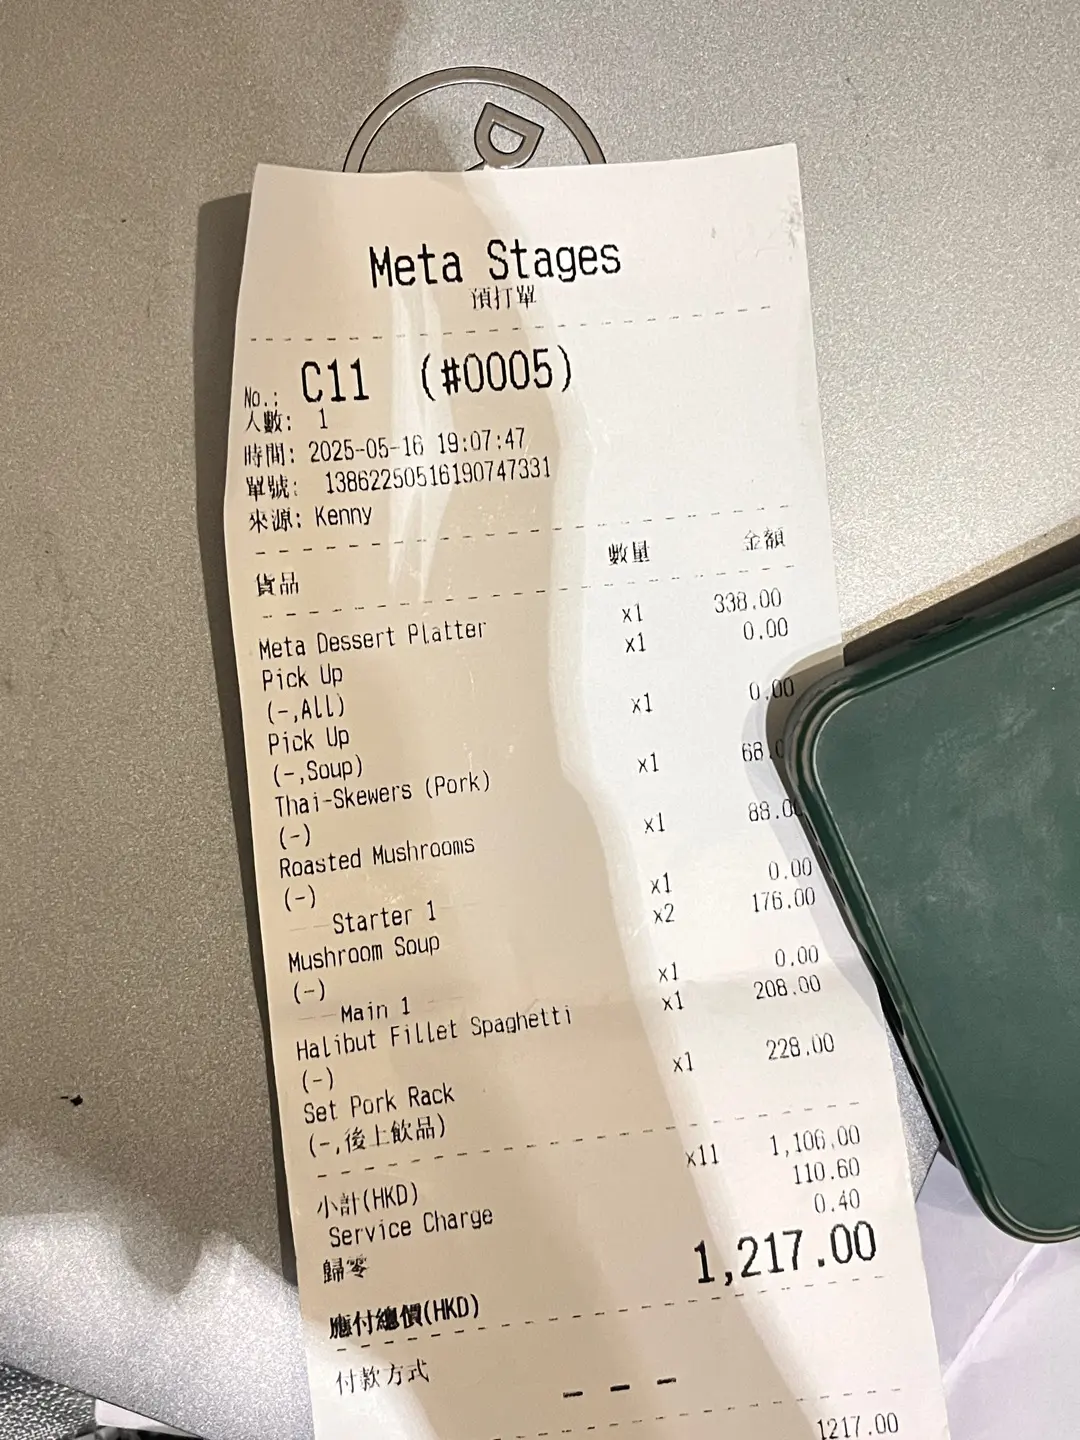 Meta Stages
預打單
No.: C11 (#0005)
人數: 1
時間: 2025-05-16 19:07:47
單號: 13862250516190747331
來源: Kenny
貨品 數量 金額
Meta Dessert Platter x1 338.00
Pick Up x1 0.00
(-,All)
Pick Up x1 0.00
(-,Soup)
Thai-Skewers (Pork) x1 68.0
(-)
Roasted Mushrooms x1 88.00
(-)
Starter 1 x1 0.00
Mushroom Soup x2 176.00
(-)
Main 1 x1 0.00
Halibut Fillet Spaghetti x1 208.00
(-)
Set Pork Rack x1 228.00
(-,後上飲品)
小計(HKD) x11 1,106.00
Service Charge 110.60
歸零 0.40
應付總價(HKD) 1,217.00
付款方式
1217.00